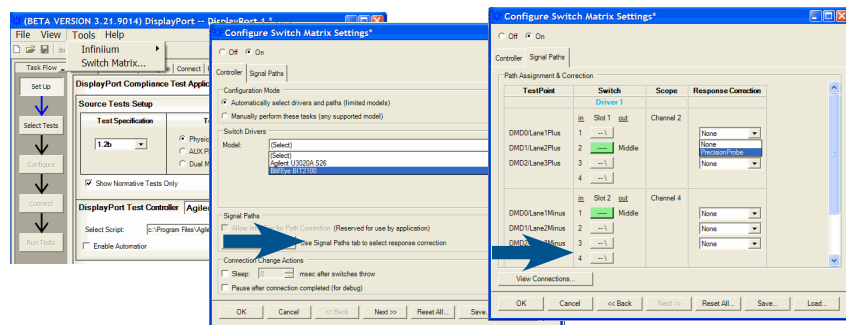 (BETA VERSION 3.21.9014) DisplayPort -- DisplayPort 1 *
File View Tools Help
Infiniium
Switch Matrix...
Task Flow
Connect
Set Up
Select Tests
Configure
Connect
Run Tests
DisplayPort Compliance Test Applic
Source Tests Setup
Test Specification
1.2b
Physic
AUX P
Dual M
Show Normative Tests Only
DisplayPort Test Controller Agilen
Select Script: c:\Program Files\Agile
Enable Automation
Configure Switch Matrix Settings*
Off On
Controller Signal Paths
Configuration Mode
Automatically select drivers and paths (limited models)
Manually perform these tasks (any supported model)
Switch Drivers
Model: (Select)
(Select)
Agilent U3020A S26
BitifEye BIT2100
Signal Paths
for Path Correction (Reserved for use by application)
Use Signal Paths tab to select response correction
Connection Change Actions
Sleep: 0 msec after switches throw
Pause after connection completed (for debug)
OK Cancel << Back Next >> Reset All... Save
Configure Switch Matrix Settings*
Off On
Controller Signal Paths
Path Assignment & Correction
TestPoint Switch Scope Response Correction
Driver 1
in Slot 1 out Channel 2
DMD0/Lane1Plus 1 -- \ None
DMD1/Lane2Plus 2 ---- Middle None
PrecisionProbe
DMD2/Lane3Plus 3 -- \ None
4 -- \
in Slot 2 out Channel 4
DMD0/Lane1Minus 1 ---- Middle None
DMD1/Lane2Minus 2 -- \ None
DMD2 Minus 3 -- \ None
4 -- \
View Connections...
OK Cancel << Back Next >> Reset All... Save... Load...